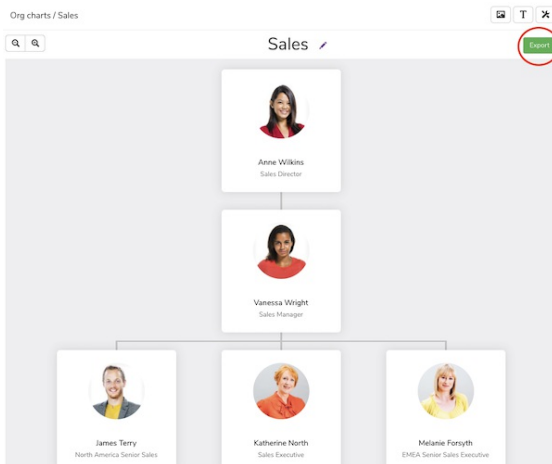 Org charts / Sales
T
Sales
Export
Anne Wilkins
Sales Director
Vanessa Wright
Sales Manager
James Terry
Katherine North
Melanie Forsyth
North America Senior Sales
Sales Executive
EMEA Senior Sales Executive